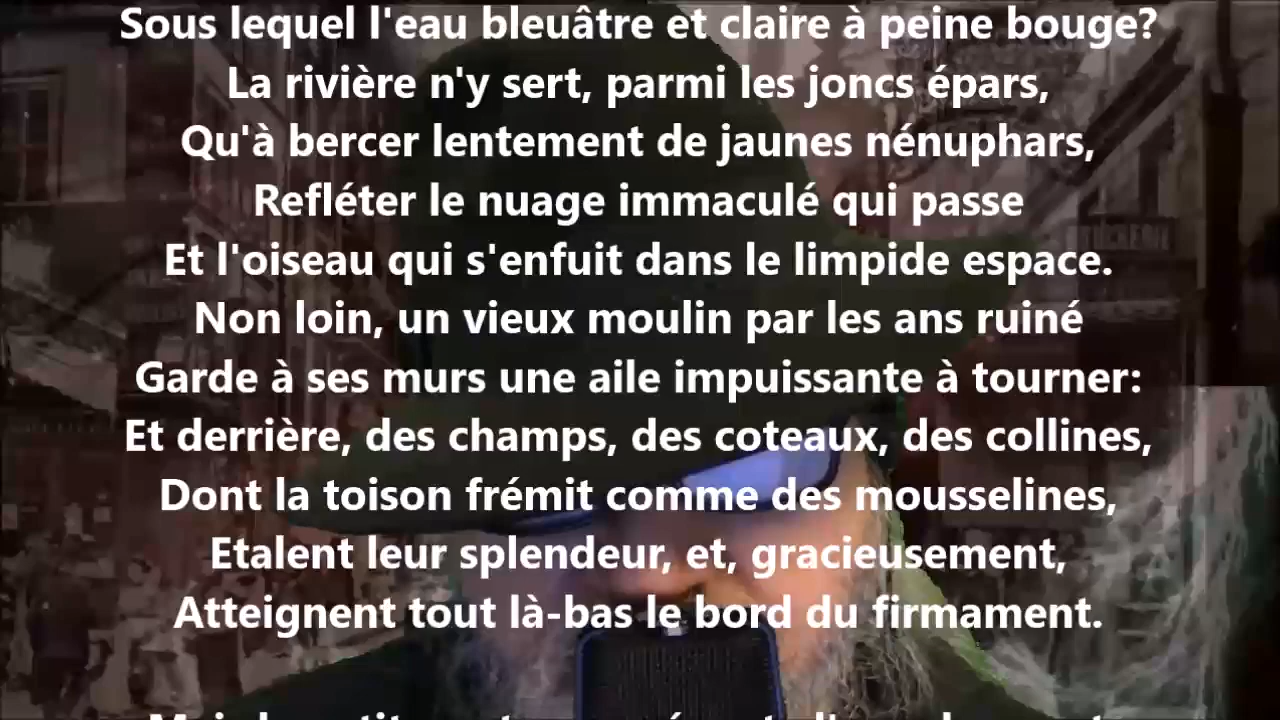 Sous lequel l'eau bleuâtre et claire à peine bouge?
La rivière n'y sert, parmi les joncs épars,
Qu'à bercer lentement de jaunes nénuphars,
Refléter le nuage immaculé qui passe
Et l'oiseau qui s'enfuit dans le limpide espace.
Non loin, un vieux moulin par les ans ruiné
Garde à ses murs une aile impuissante à tourner:
Et derrière, des champs, des coteaux, des collines,
Dont la toison frémit comme des mousselines,
Etalent leur splendeur, et, gracieusement,
Atteignent tout là-bas le bord du firmament.